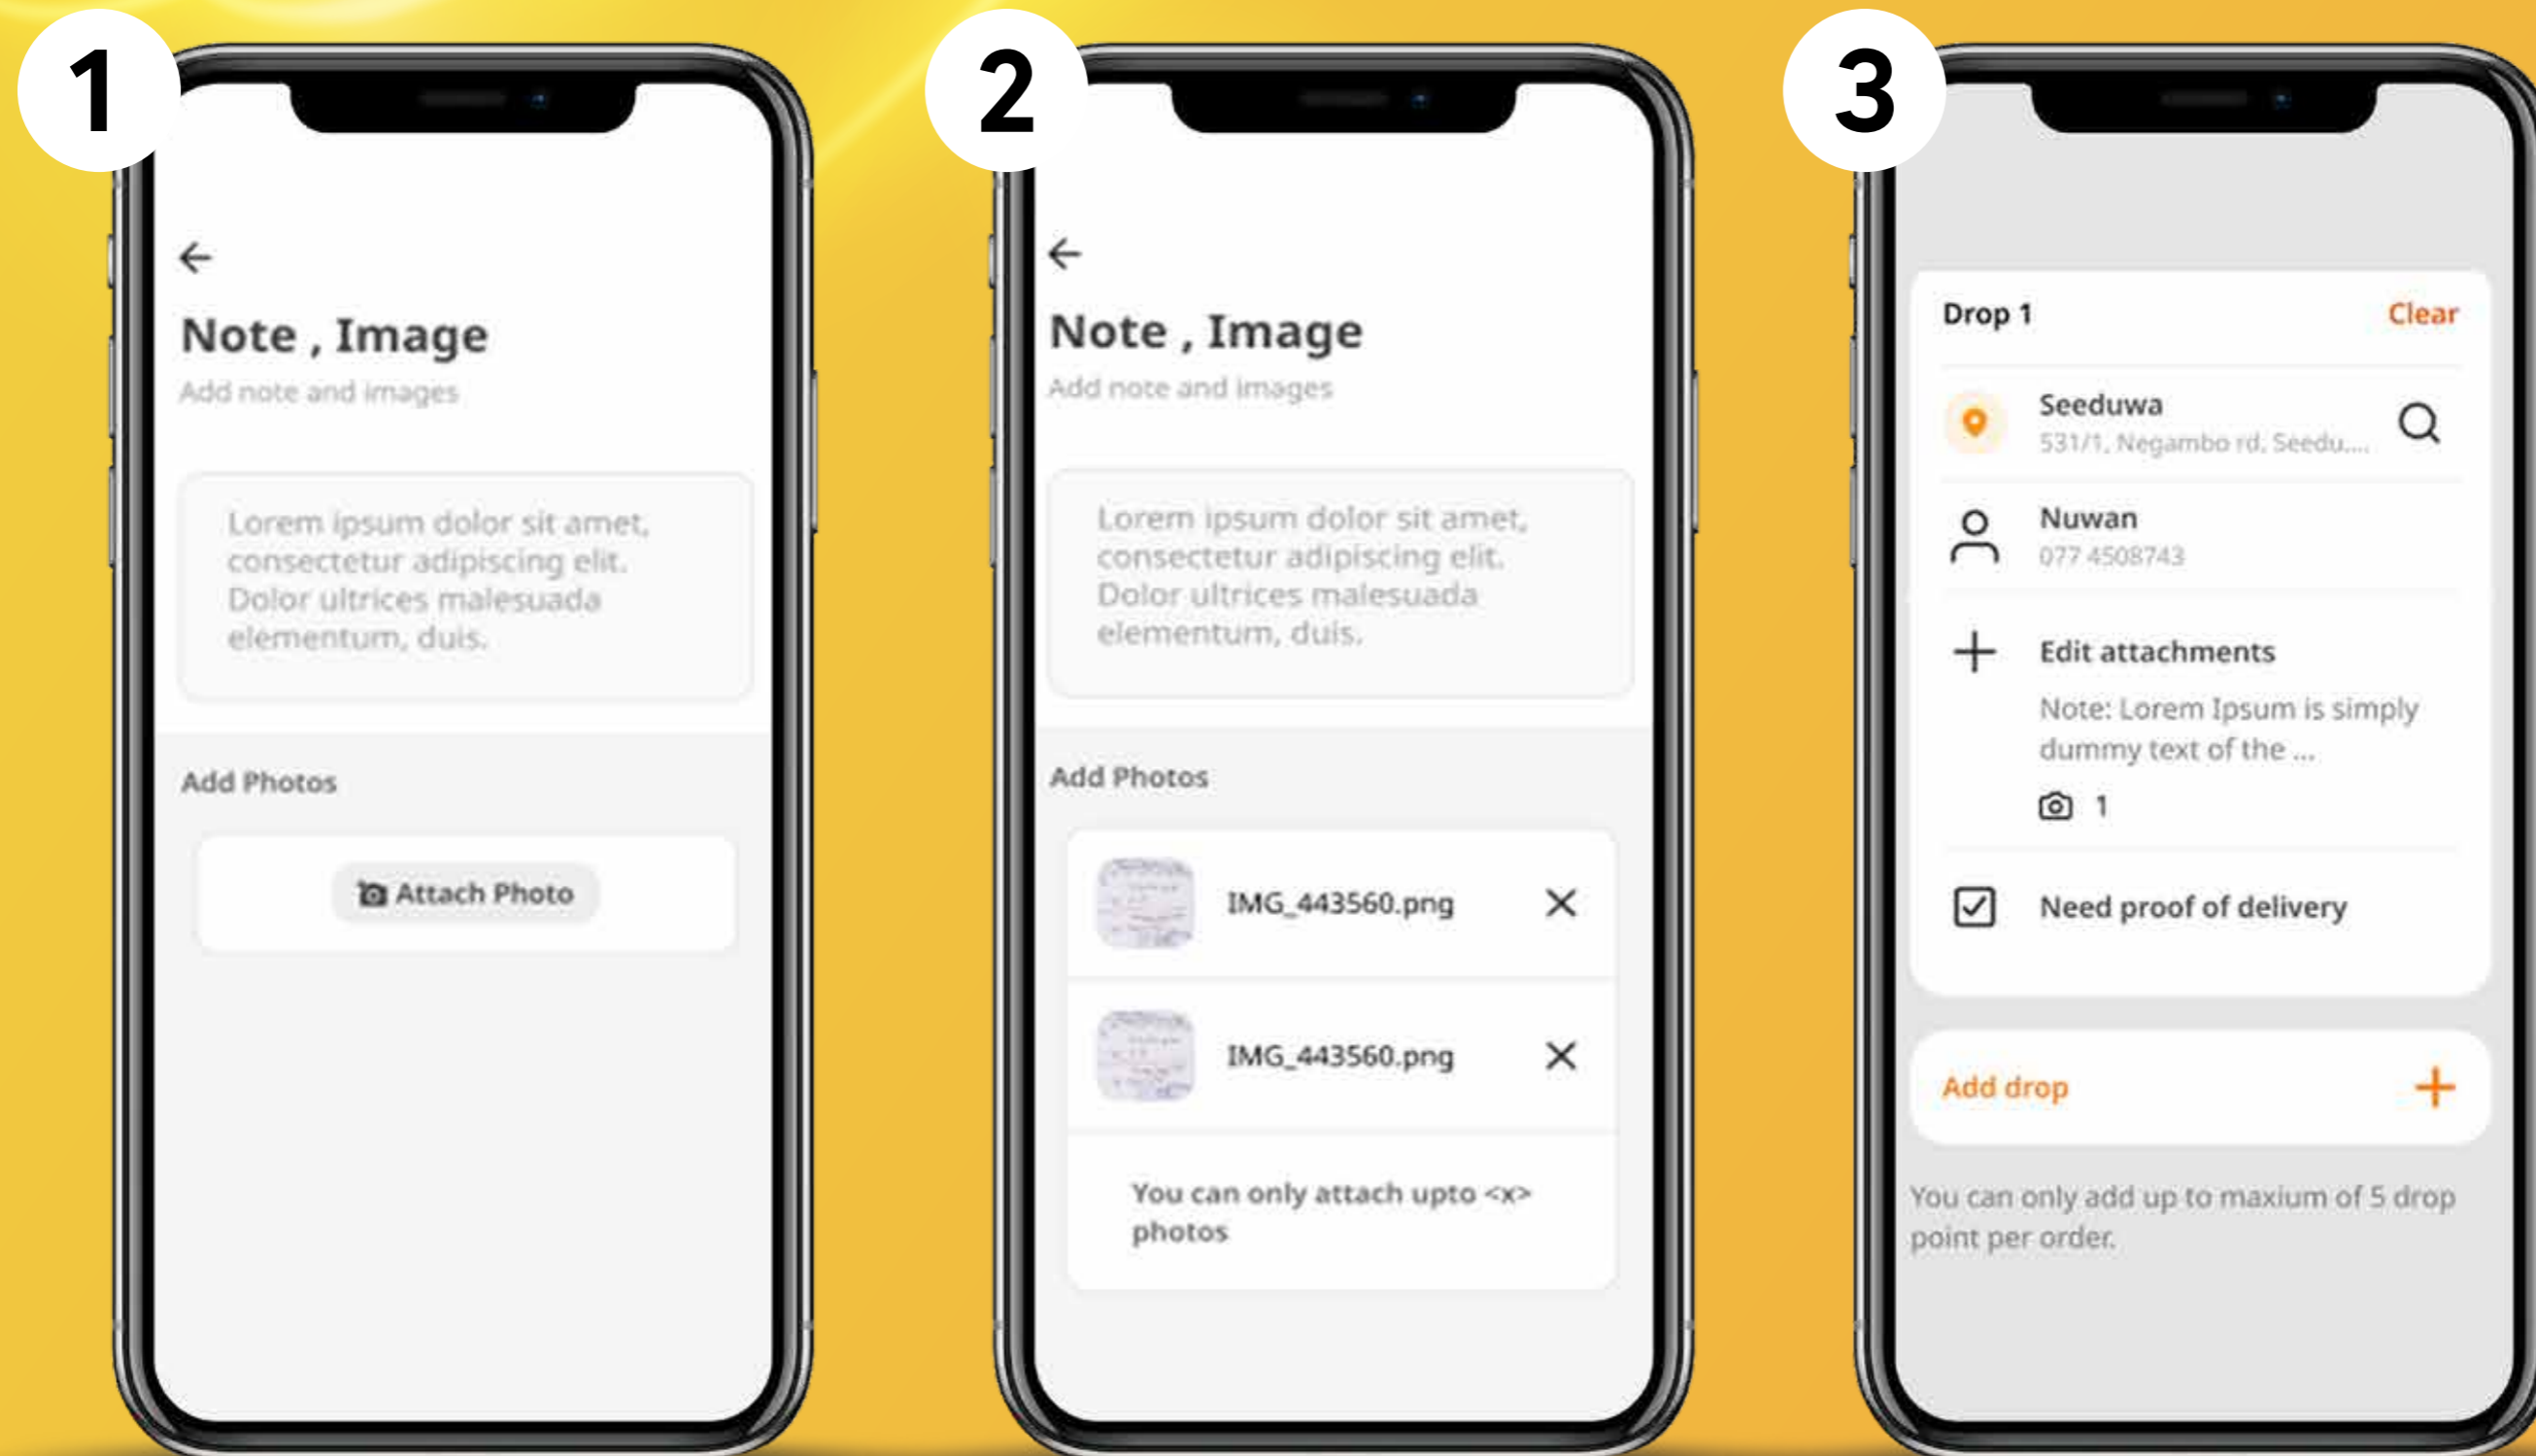 1
Note , Image
Add note and images
Lorem ipsum dolor sit amet,
consectetur adipiscing elit.
Dolor ultrices malesuada
elementum, duis.
Add Photos
Attach Photo
2
Note , Image
Add note and images
Lorem ipsum dolor sit amet,
consectetur adipiscing elit.
Dolor ultrices malesuada
elementum, duis.
Add Photos
IMG_443560.png
IMG_443560.png
You can only attach upto <x>
photos
3
Drop 1
Clear
Seeduwa
531/1, Negambo rd, Seedu....
Nuwan
077 4508743
Edit attachments
Note: Lorem Ipsum is simply
dummy text of the ...
1
Need proof of delivery
Add drop
You can only add up to maxium of 5 drop
point per order.